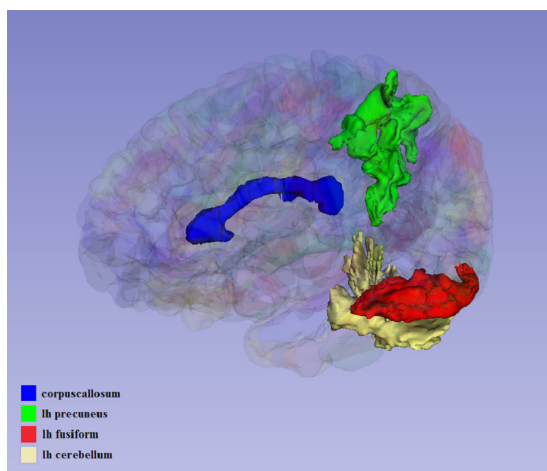 corpuscallosum
lh precuneus
lh fusiform
lh cerebellum